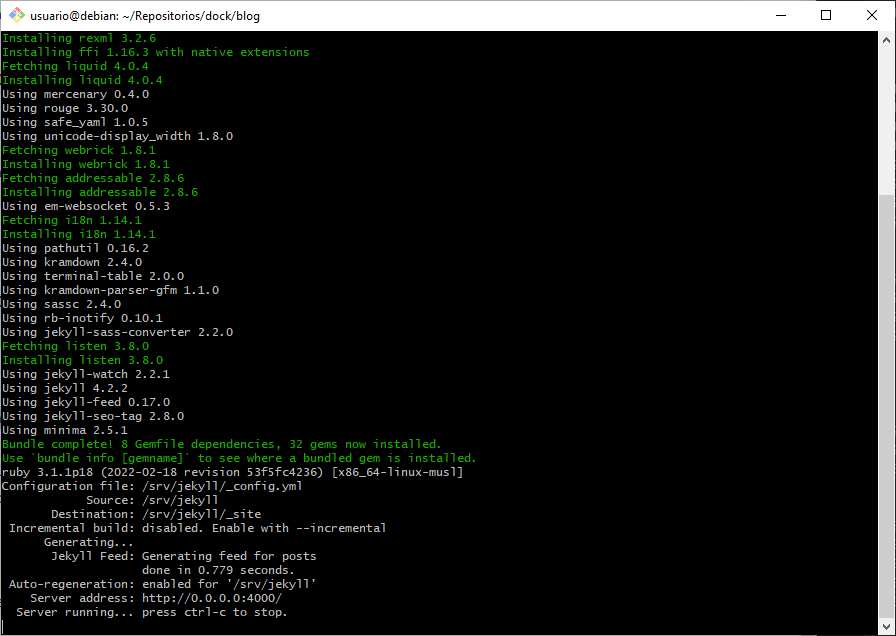 usuario@debian: ~/Repositorios/dock/blog
Installing rexml 3.2.6
Installing ffi 1.16.3 with native extensions
Fetching liquid 4.0.4
Installing liquid 4.0.4
Using mercenary 0.4.0
Using rouge 3.30.0
Using safe_yaml 1.0.5
Using unicode-display_width 1.8.0
Fetching webrick 1.8.1
Installing webrick 1.8.1
Fetching addressable 2.8.6
Installing addressable 2.8.6
Using em-websocket 0.5.3
Fetching i18n 1.14.1
Installing i18n 1.14.1
Using pathutil 0.16.2
Using kramdown 2.4.0
Using terminal-table 2.0.0
Using kramdown-parser-gfm 1.1.0
Using sassc 2.4.0
Using rb-inotify 0.10.1
Using jekyll-sass-converter 2.2.0
Fetching listen 3.8.0
Installing listen 3.8.0
Using jekyll-watch 2.2.1
Using jekyll 4.2.2
Using jekyll-feed 0.17.0
Using jekyll-seo-tag 2.8.0
Using minima 2.5.1
Bundle complete! 8 Gemfile dependencies, 32 gems now installed.
Use `bundle info [gemname]` to see where a bundled gem is installed.
ruby 3.1.1p18 (2022-02-18 revision 53f5fc4236) [x86_64-linux-musl]
Configuration file: /srv/jekyll/_config.yml
Source: /srv/jekyll
Destination: /srv/jekyll/_site
Incremental build: disabled. Enable with --incremental
Generating...
Jekyll Feed: Generating feed for posts
done in 0.779 seconds.
Auto-regeneration: enabled for '/srv/jekyll'
Server address: http://0.0.0.0:4000/
Server running... press ctrl-c to stop.